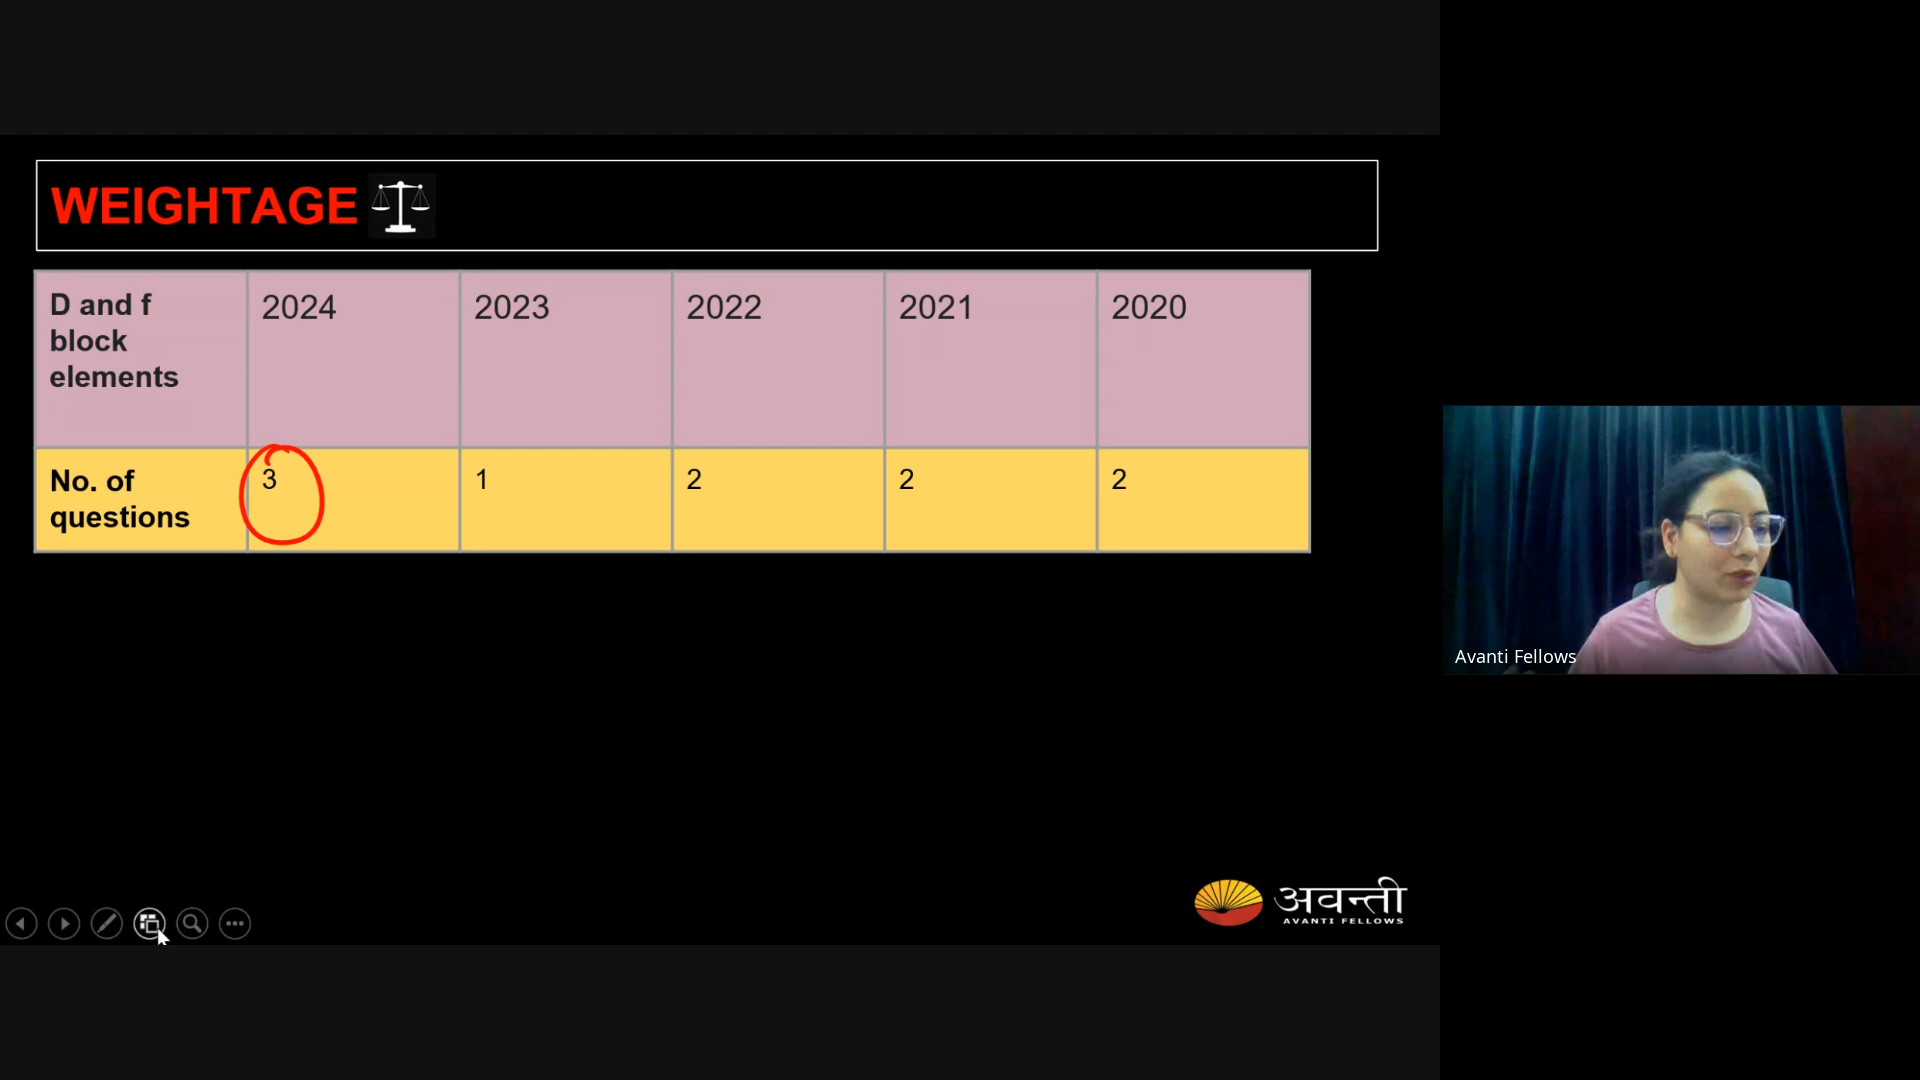 WEIGHTAGE
D and f
block
elements
2024
2023
2022
2021
2020
No. of
questions
3
1
2
2
2
Avanti Fellows
अवन्ती
AVANTI FELLOWS